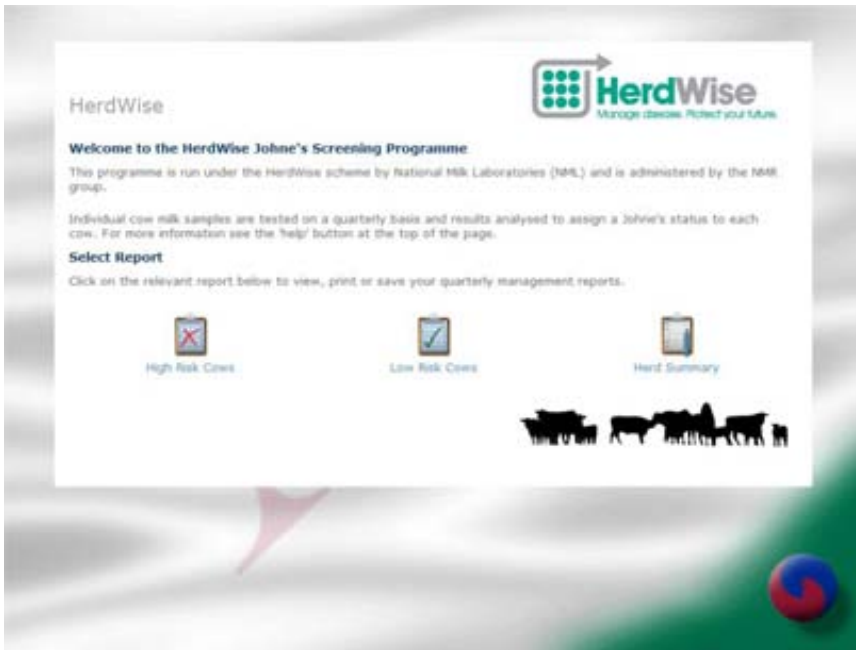 HerdWise
HerdWise
Manage disease. Protect your future.
Welcome to the HerdWise Johne's Screening Programme
This programme is run under the HerdWise scheme by National Milk Laboratories (NML) and is administered by the NMR
group.
Individual cow milk samples are tested on a quarterly basis and results analysed to assign a Johne's status to each
cow. For more information see the 'help' button at the top of the page.
Select Report
Click on the relevant report below to view, print or save your quarterly management reports.
High Risk Cows
Low Risk Cows
Herd Summary